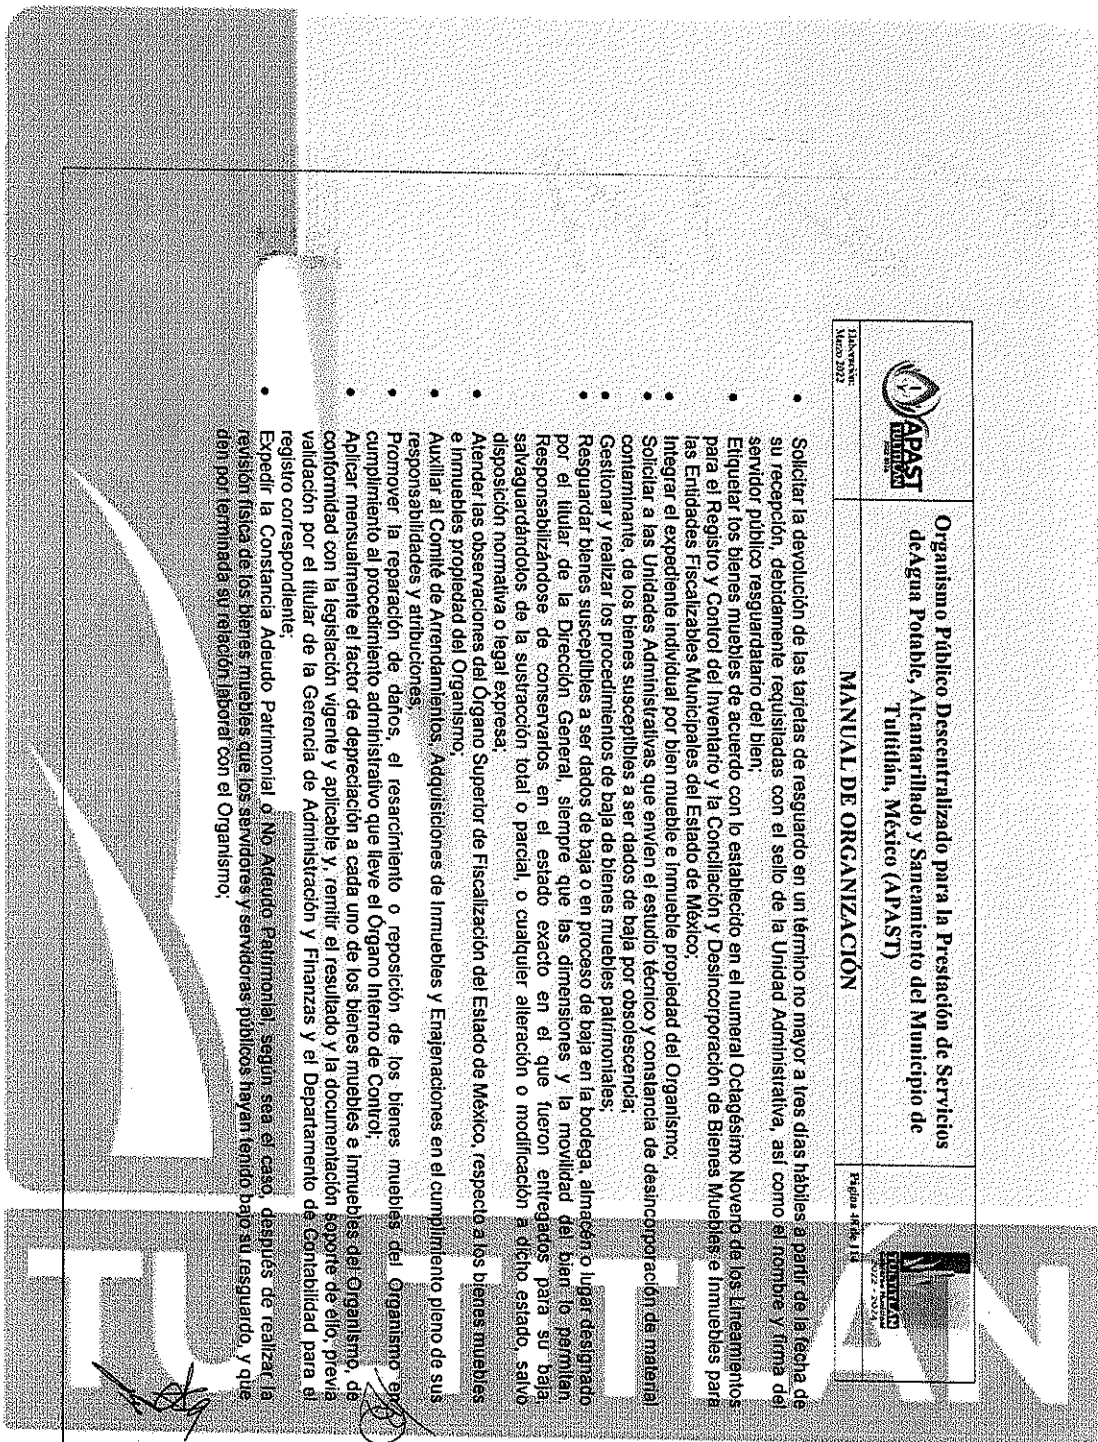 APAST
TULTITLÁN
Organismo Público Descentralizado para la Prestación de Servicios
deAgua Potable, Alcantarillado y Saneamiento del Municipio de
Tultitlán, México (APAST)
TULTITLÁN
2022 - 2024
Elaboración:
Marzo 2022
MANUAL DE ORGANIZACIÓN
Página 48 de
• Solicitar la devolución de las tarjetas de resguardo en un término no mayor a tres días hábiles a partir de la fecha de
su recepción, debidamente requisitadas con el sello de la Unidad Administrativa, así como el nombre y firma del
servidor público resguardatario del bien;
• Etiquetar los bienes muebles de acuerdo con lo establecido en el numeral Octagésimo Noveno de los Lineamientos
para el Registro y Control del Inventario y la Conciliación y Desincorporación de Bienes Muebles e Inmuebles para
las Entidades Fiscalizables Municipales del Estado de México;
• Integrar el expediente individual por bien mueble e inmueble propiedad del Organismo;
• Solicitar a las Unidades Administrativas que envíen el estudio técnico y constancia de desincorporación de material
contaminante, de los bienes susceptibles a ser dados de baja por obsolescencia;
• Gestionar y realizar los procedimientos de baja de bienes muebles patrimoniales;
• Resguardar bienes susceptibles a ser dados de baja o en proceso de baja en la bodega, almacén o lugar designado
por el titular de la Dirección General, siempre que las dimensiones y la movilidad del bien lo permitan.
Responsabilizándose de conservarlos en el estado exacto en el que fueron entregados para su baja,
salvaguardándolos de la sustracción total o parcial, o cualquier alteración o modificación a dicho estado, salvo
disposición normativa o legal expresa;
• Atender las observaciones del Órgano Superior de Fiscalización del Estado de México, respecto a los bienes muebles
e Inmuebles propiedad del Organismo;
• Auxiliar al Comité de Arrendamientos, Adquisiciones de Inmuebles y Enajenaciones en el cumplimiento pleno de sus
responsabilidades y atribuciones;
• Promover la reparación de daños, el resarcimiento o reposición de los bienes muebles del Organismo en
cumplimiento al procedimiento administrativo que lleve el Órgano Interno de Control;
• Aplicar mensualmente el factor de depreciación a cada uno de los bienes muebles e inmuebles del Organismo, de
conformidad con la legislación vigente y aplicable y, remitir el resultado y la documentación soporte de ello, previa
validación por el titular de la Gerencia de Administración y Finanzas y el Departamento de Contabilidad para el
registro correspondiente;
• Expedir la Constancia Adeudo Patrimonial o No Adeudo Patrimonial, según sea el caso, después de realizar la
revisión física de los bienes muebles que los servidores y servidoras públicos hayan tenido bajo su resguardo, y que
den por terminada su relación laboral con el Organismo;
TULTITLÁN